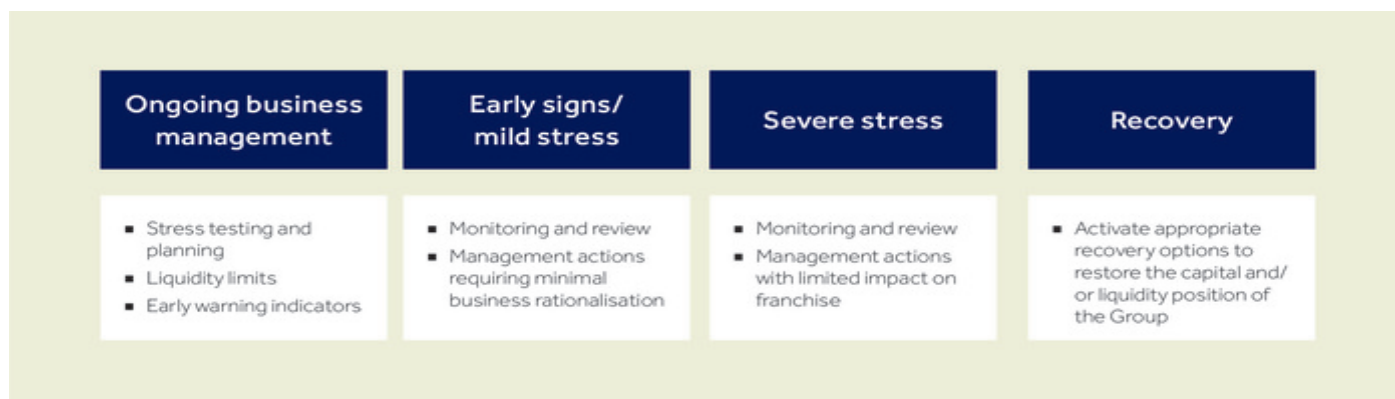 Ongoing business
management
Early signs/
mild stress
Severe stress
Recovery
▪ Stress testing and
planning
▪ Liquidity limits
▪ Early warning indicators
▪ Monitoring and review
▪ Management actions
requiring minimal
business rationalisation
▪ Monitoring and review
▪ Management actions
with limited impact on
franchise
▪ Activate appropriate
recovery options to
restore the capital and/
or liquidity position of
the Group